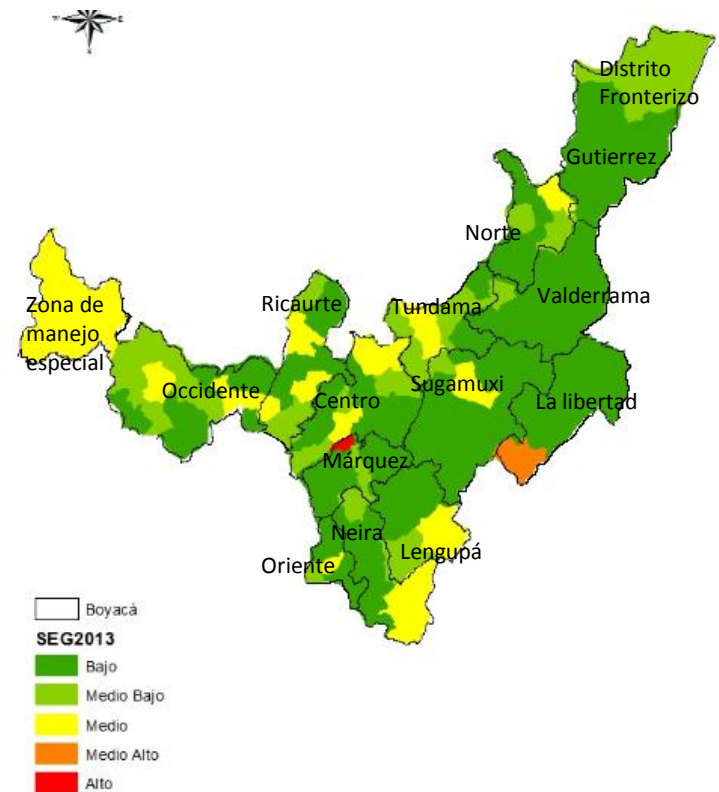 Distrito
Fronterizo
Gutierrez
Norte
Zona de
manejo
especial
Ricaurte
Tundama
Valderrama
Occidente
Centro
Sugamuxi
La libertad
Márquez
Neira
Oriente
Lengupá
Boyacá
SEG2013
Bajo
Medio Bajo
Medio
Medio Alto
Alto